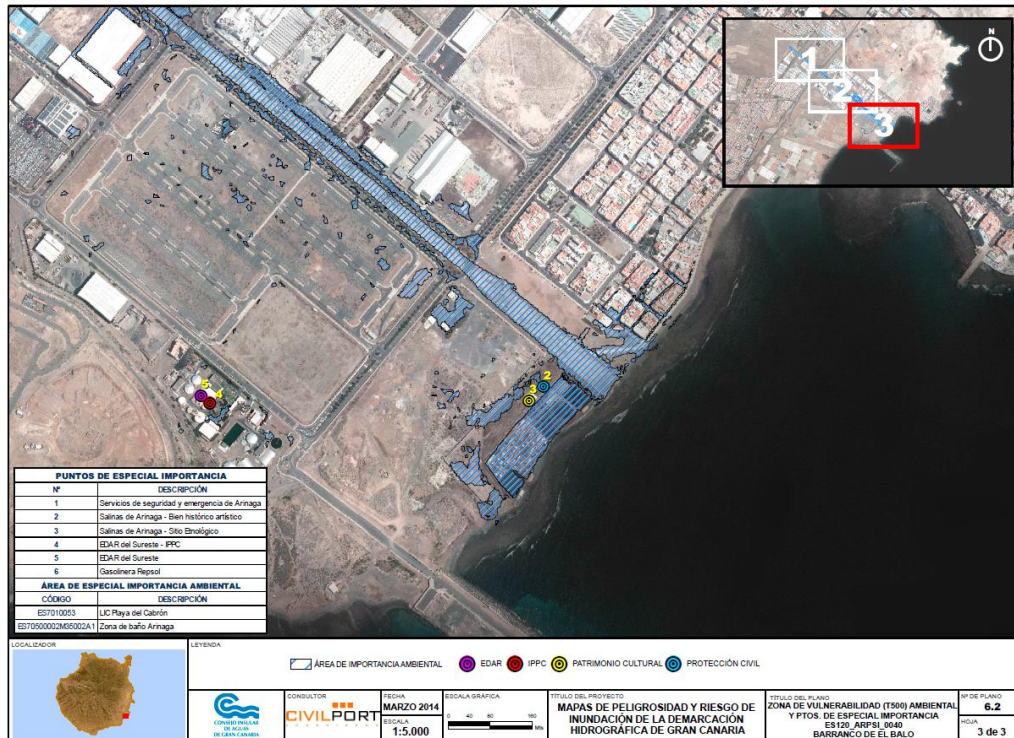 N
1
2
3
2
3
5
4
PUNTOS DE ESPECIAL IMPORTANCIA
Nº DESCRIPCIÓN
1 Servicios de seguridad y emergencia de Arinaga
2 Salinas de Arinaga - Bien histórico artístico
3 Salinas de Arinaga - Sitio Etnológico
4 EDAR del Sureste - IPPC
5 EDAR del Sureste
6 Gasolinera Repsol
ÁREA DE ESPECIAL IMPORTANCIA AMBIENTAL
CÓDIGO DESCRIPCIÓN
ES7010053 LIC Playa del Cabrón
ES70500002M35002A1 Zona de baño Arinaga
LOCALIZADOR
LEYENDA
ÁREA DE IMPORTANCIA AMBIENTAL EDAR IPPC PATRIMONIO CULTURAL PROTECCIÓN CIVIL
CONSEJO INSULAR
DE AGUAS
DE GRAN CANARIA
CONSULTOR
CIVILPORT
FECHA
MARZO 2014
ESCALA
1:5.000
ESCALA GRÁFICA
0 40 80 160
Mts
TÍTULO DEL PROYECTO
MAPAS DE PELIGROSIDAD Y RIESGO DE
INUNDACIÓN DE LA DEMARCACIÓN
HIDROGRÁFICA DE GRAN CANARIA
TÍTULO DEL PLANO
ZONA DE VULNERABILIDAD (T500) AMBIENTAL
Y PTOS. DE ESPECIAL IMPORTANCIA
ES120_ARPSI_0040
BARRANCO DE EL BALO
Nº DE PLANO
6.2
HOJA
3 de 3